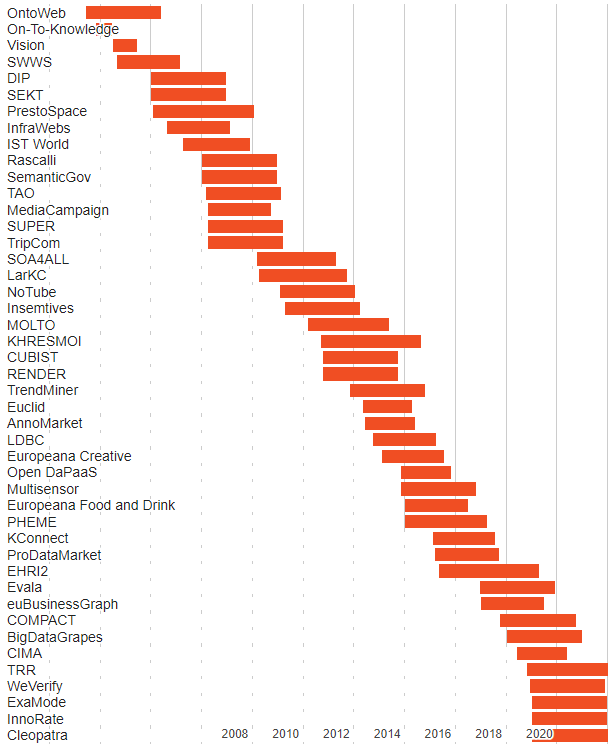 OntoWeb
On-To-Knowledge
Vision
SWWS
DIP
SEKT
PrestoSpace
InfraWebs
IST World
Rascalli
SemanticGov
TAO
MediaCampaign
SUPER
TripCom
SOA4ALL
LarKC
NoTube
Insemtives
MOLTO
KHRESMOI
CUBIST
RENDER
TrendMiner
Euclid
AnnoMarket
LDBC
Europeana Creative
Open DaPaaS
Multisensor
Europeana Food and Drink
PHEME
KConnect
ProDataMarket
EHRI2
Evala
euBusinessGraph
COMPACT
BigDataGrapes
CIMA
TRR
WeVerify
ExaMode
InnoRate
Cleopatra 2008 2010 2012 2014 2016 2018 2020